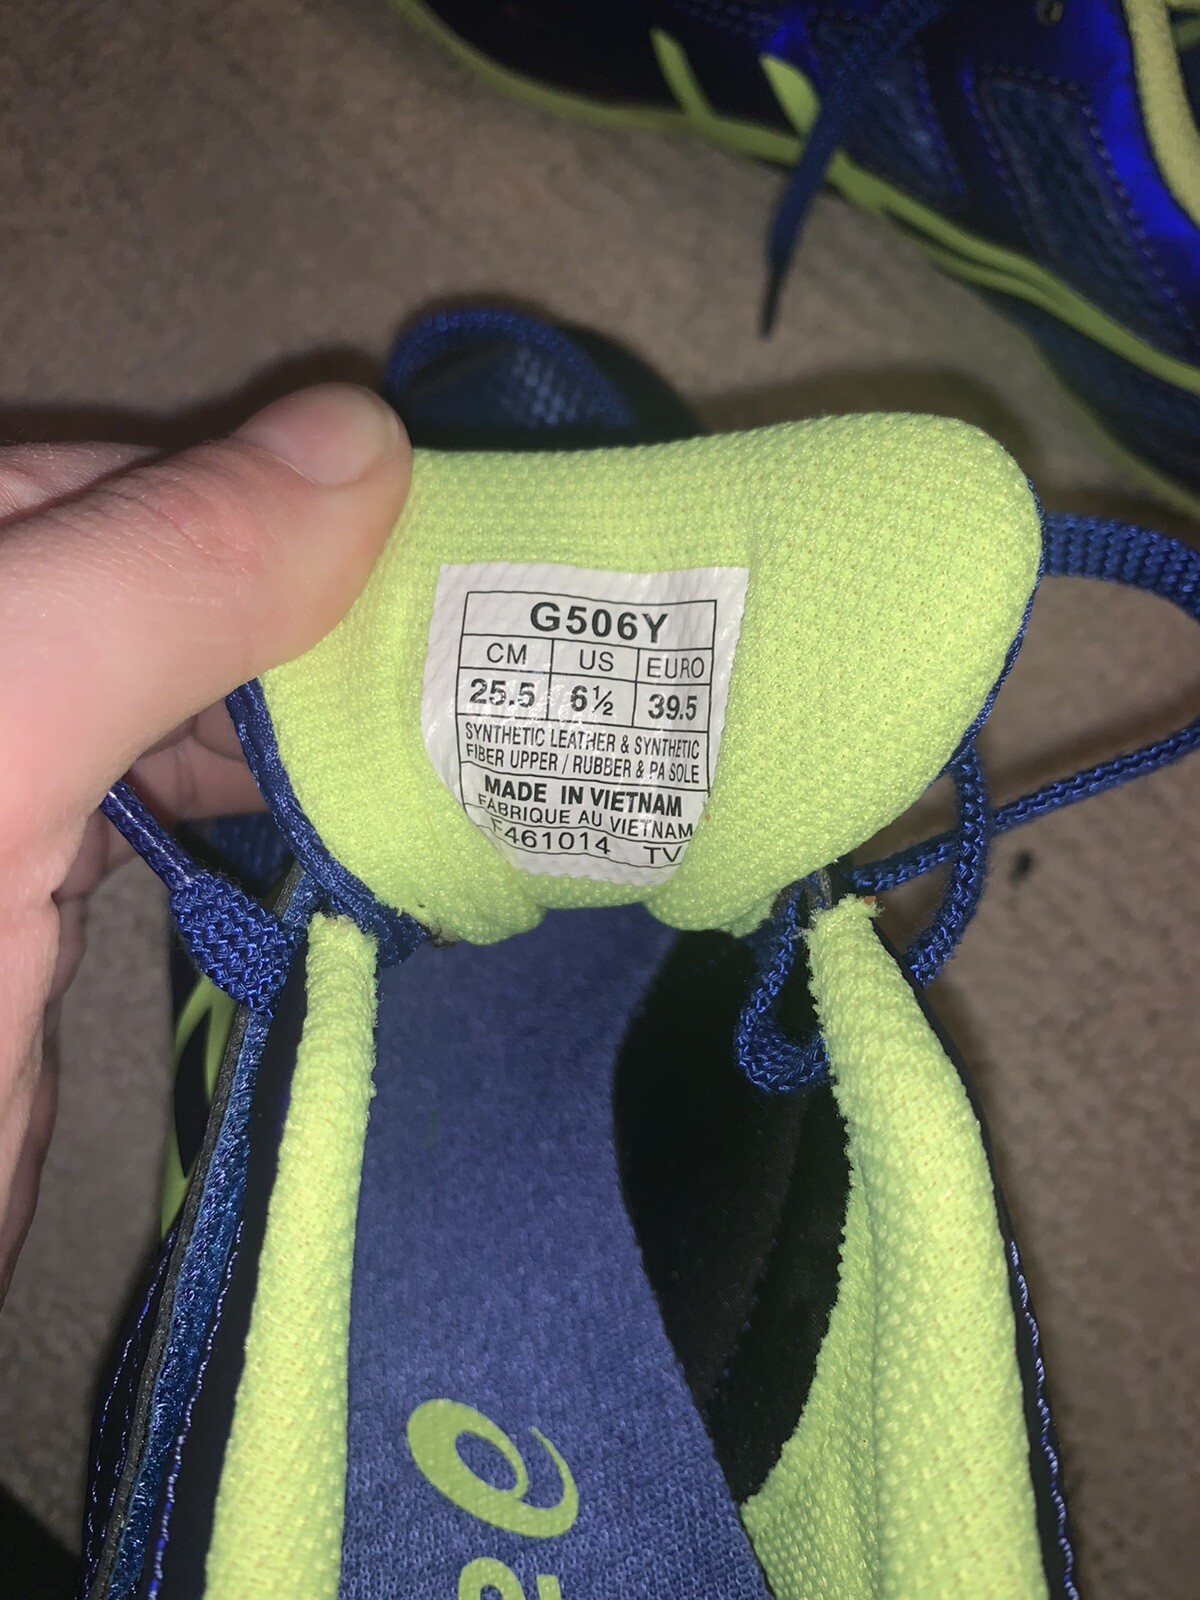 G506Y
CM US EURO
25.5 6½ 39.5
SYNTHETIC LEATHER & SYNTHETIC
FIBER UPPER / RUBBER & PA SOLE
MADE IN VIETNAM
FABRIQUE AU VIETNAM
F461014 TV